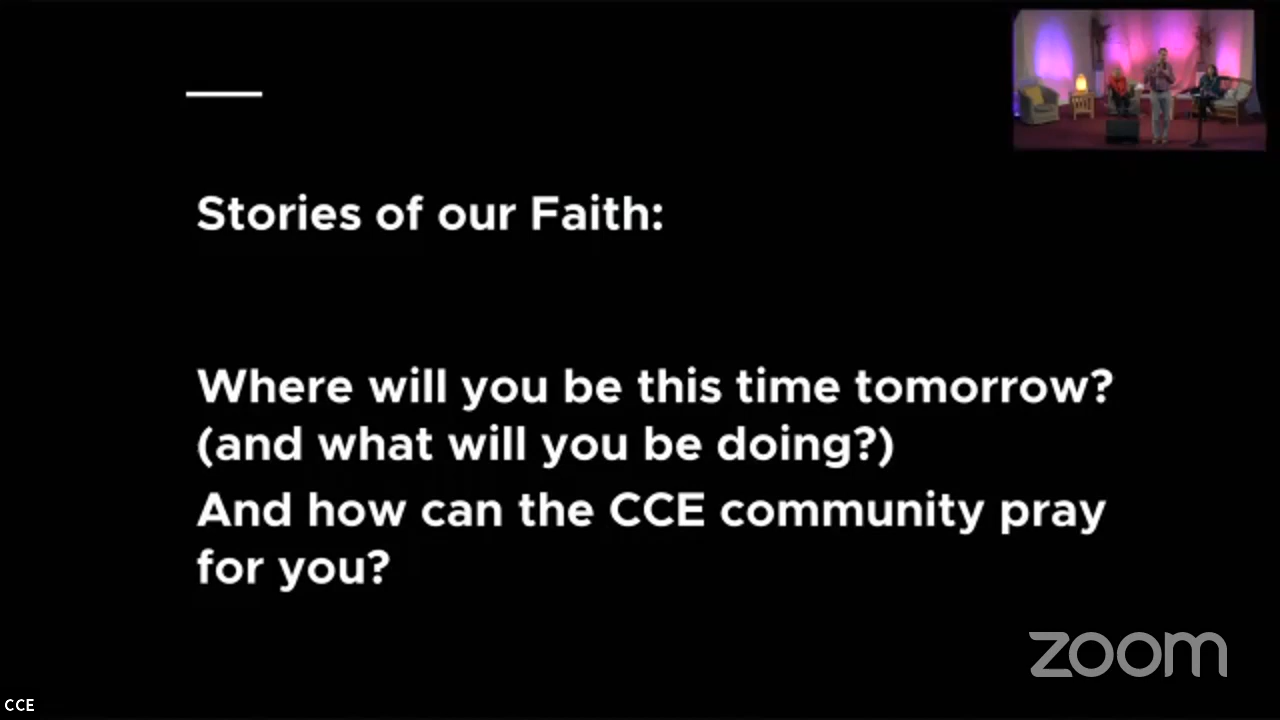 Stories of our Faith:
Where will you be this time tomorrow?
(and what will you be doing?)
And how can the CCE community pray
for you?
zoom
CCE